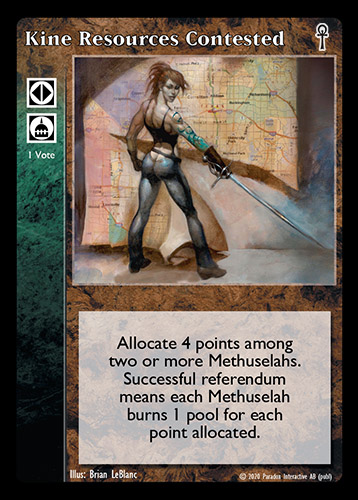 Kine Resources Contested
1 Vote
Allocate 4 points among
two or more Methuselahs.
Successful referendum
means each Methuselah
burns 1 pool for each
point allocated.
Illus: Brian LeBlanc
© 2020 Paradox Interactive AB (publ)